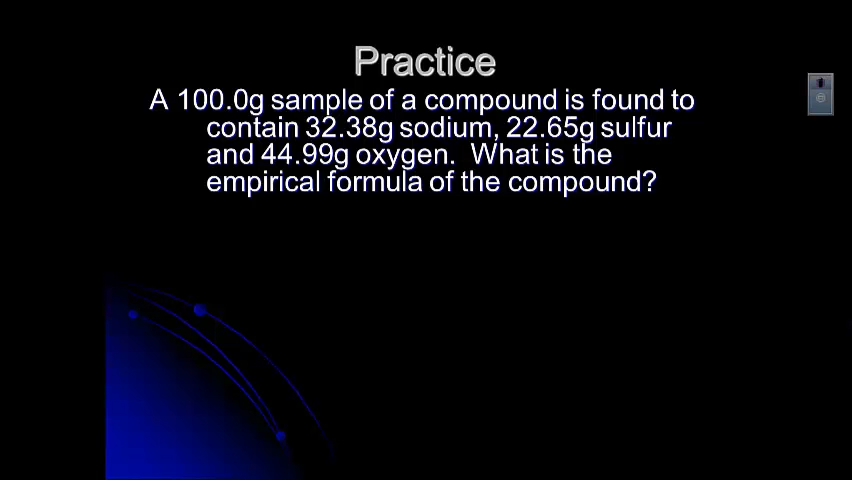 Practice
A 100.0g sample of a compound is found to
contain 32.38g sodium, 22.65g sulfur
and 44.99g oxygen.  What is the
empirical formula of the compound?